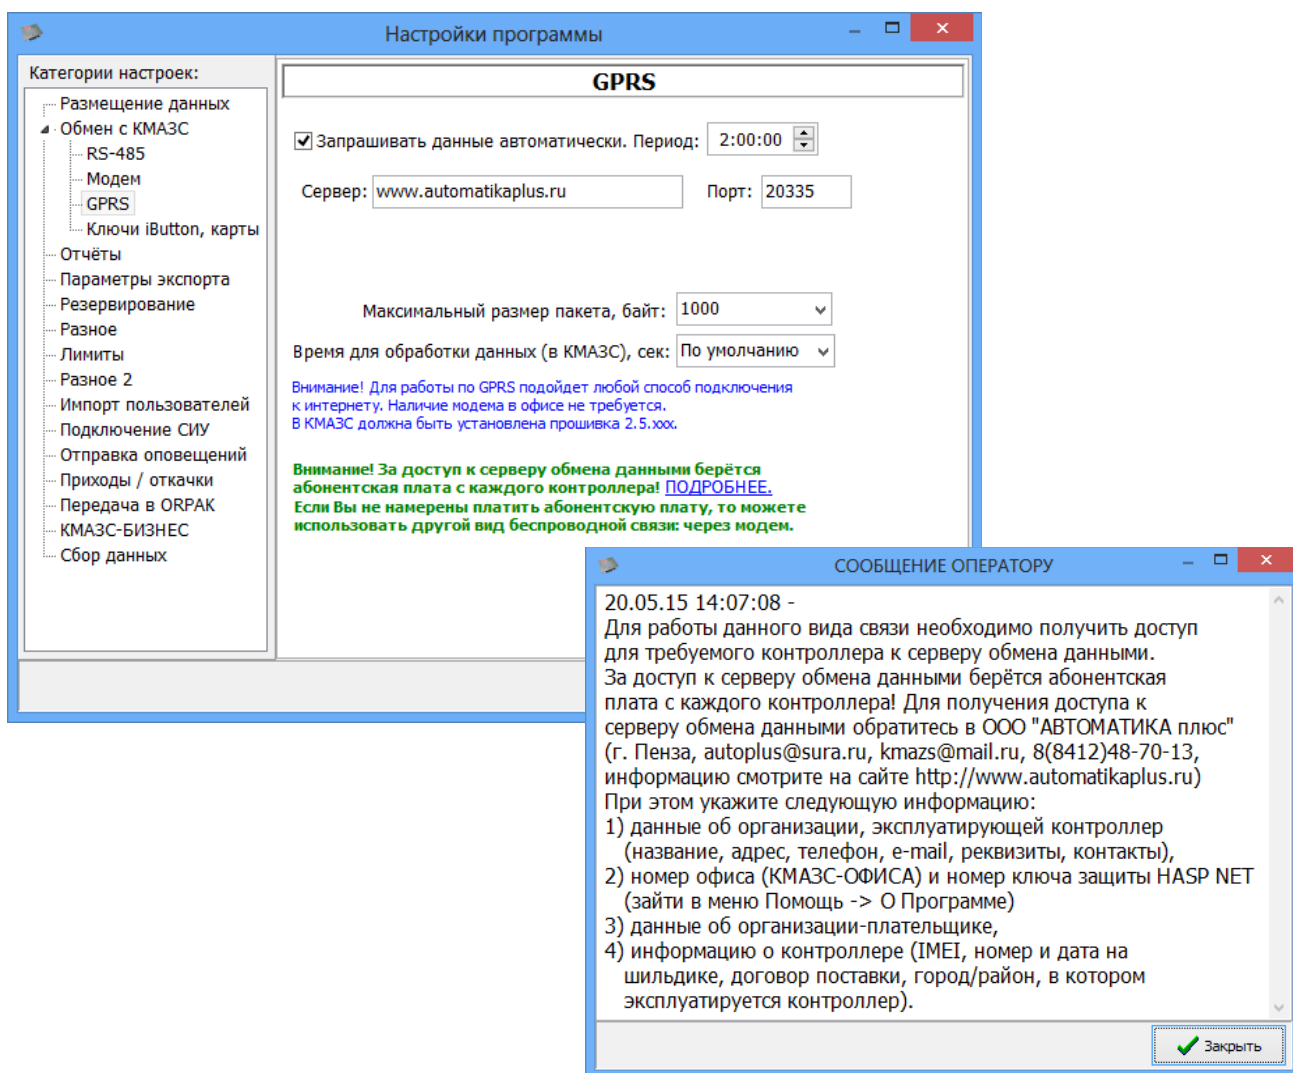 Настройки программы
Категории настроек:
Размещение данных
Обмен с КМАЗС
RS-485
Модем
GPRS
Ключи iButton, карты
Отчёты
Параметры экспорта
Резервирование
Разное
Лимиты
Разное 2
Импорт пользователей
Подключение СИУ
Отправка оповещений
Приходы / откачки
Передача в ORPAK
КМАЗС-БИЗНЕС
Сбор данных
GPRS
Запрашивать данные автоматически. Период: 2:00:00
Сервер: www.automatikaplus.ru Порт: 20335
Максимальный размер пакета, байт: 1000
Время для обработки данных (в КМАЗС), сек: По умолчанию
Внимание! Для работы по GPRS подойдет любой способ подключения
к интернету. Наличие модема в офисе не требуется.
В КМАЗС должна быть установлена прошивка 2.5.xxx.
Внимание! За доступ к серверу обмена данными берётся
абонентская плата с каждого контроллера! ПОДРОБНЕЕ.
Если Вы не намерены платить абонентскую плату, то можете
использовать другой вид беспроводной связи: через модем.
СООБЩЕНИЕ ОПЕРАТОРУ
20.05.15 14:07:08 -
Для работы данного вида связи необходимо получить доступ
для требуемого контроллера к серверу обмена данными.
За доступ к серверу обмена данными берётся абонентская
плата с каждого контроллера! Для получения доступа к
серверу обмена данными обратитесь в ООО "АВТОМАТИКА плюс"
(г. Пенза, autoplus@sura.ru, kmazs@mail.ru, 8(8412)48-70-13,
информацию смотрите на сайте http://www.automatikaplus.ru)
При этом укажите следующую информацию:
1) данные об организации, эксплуатирующей контроллер
(название, адрес, телефон, e-mail, реквизиты, контакты),
2) номер офиса (КМАЗС-ОФИСА) и номер ключа защиты HASP NET
(зайти в меню Помощь -> О Программе)
3) данные об организации-плательщике,
4) информацию о контроллере (IMEI, номер и дата на
шильдике, договор поставки, город/район, в котором
эксплуатируется контроллер).
Закрыть